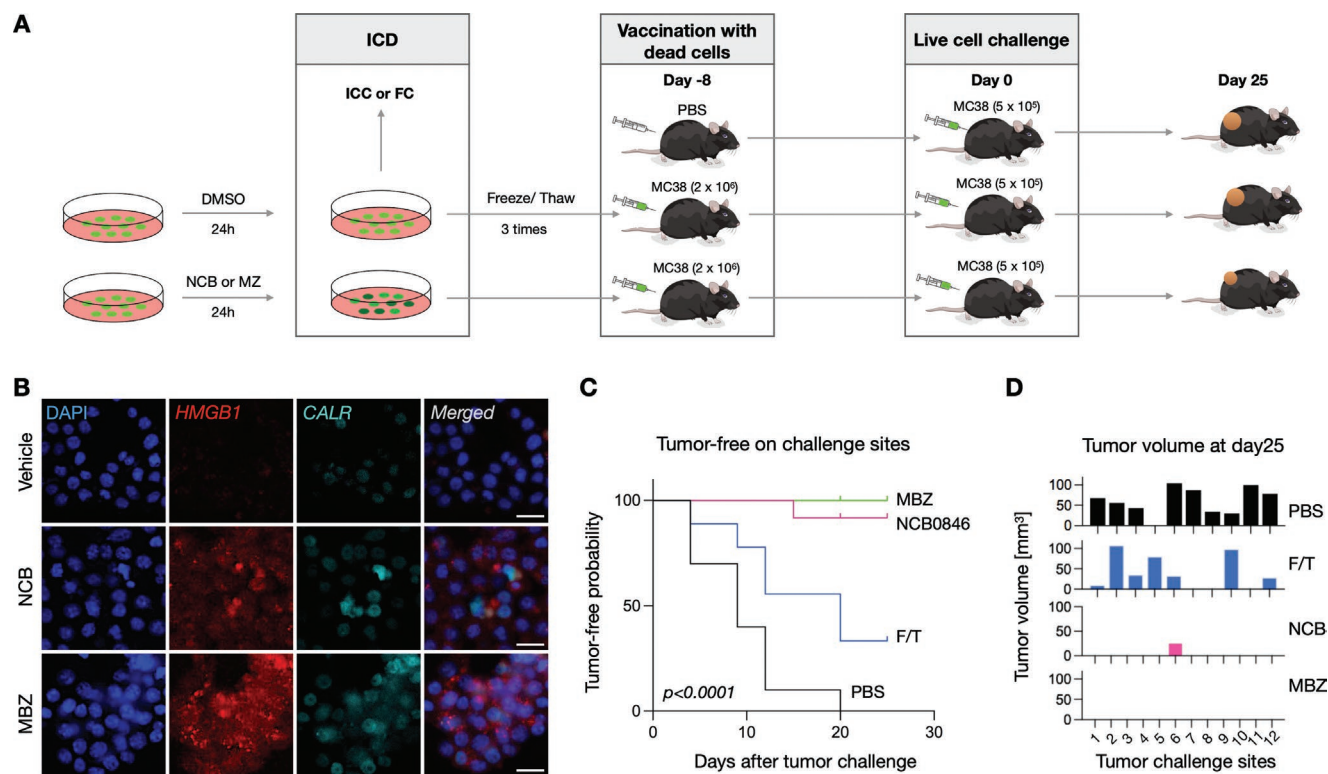 A
ICD
Vaccination with
dead cells
Live cell challenge
ICC or FC
Day -8
Day 0
Day 25
PBS
MC38 (5 x 10⁵)
DMSO
24h
Freeze/ Thaw
3 times
MC38 (2 x 10⁶)
MC38 (5 x 10⁵)
NCB or MZ
24h
MC38 (2 x 10⁶)
MC38 (5 x 10⁵)
B
DAPI
HMGB1
CALR
Merged
Vehicle
NCB
MBZ
C
Tumor-free on challenge sites
Tumor-free probability
100
50
0
MBZ
NCB0846
F/T
PBS
p<0.0001
0
10
20
30
Days after tumor challenge
D
Tumor volume at day25
Tumor volume [mm³]
100
50
0
PBS
100
50
0
F/T
100
50
0
NCB
100
50
0
MBZ
1 2 3 4 5 6 7 8 9 10 11 12
Tumor challenge sites